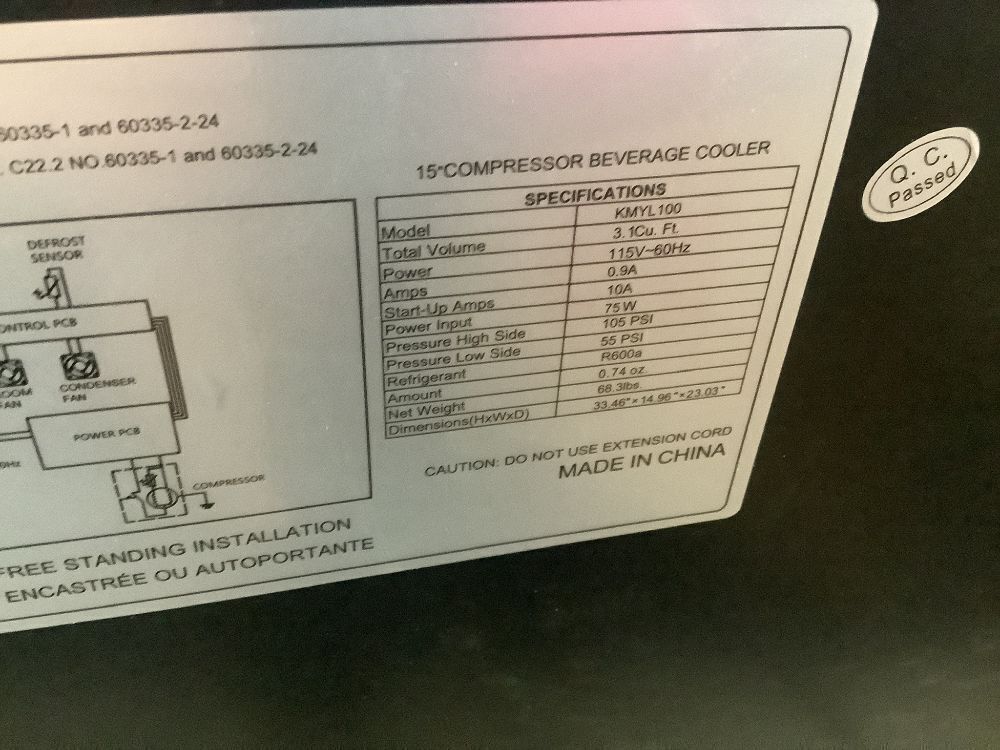 60335-1 and 60335-2-24
C22.2 NO.60335-1 and 60335-2-24
DEFROST
SENSOR
CONTROL PCB
CONDENSER
FAN
FAN
POWER PCB
COMPRESSOR
FREE STANDING INSTALLATION
ENCASTRÉE OU AUTOPORTANTE
15"COMPRESSOR BEVERAGE COOLER
SPECIFICATIONS
Model KMYL100
Total Volume 3.1Cu. Ft.
Power 115V~60Hz
Amps 0.9A
Start-Up Amps 10A
Power Input 75W
Pressure High Side 105 PSI
Pressure Low Side 55 PSI
Refrigerant R600a
Amount 0.74 oz.
Net Weight 68.3lbs.
Dimensions(HxWxD) 33.46"×14.96"×23.03"
CAUTION: DO NOT USE EXTENSION CORD
MADE IN CHINA
Q. C.
Passed